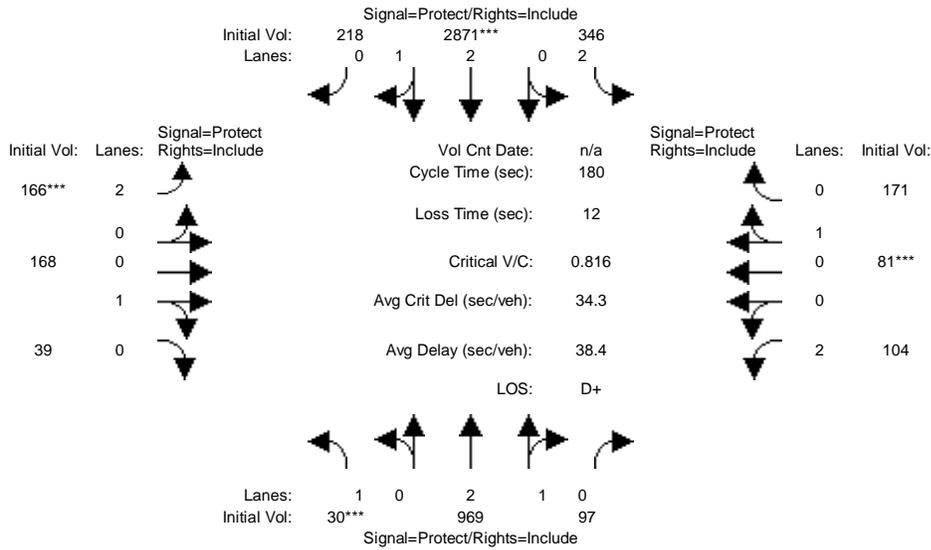 Signal=Protect/Rights=Include
Initial Vol: 218 2871*** 346
Lanes: 0 1 2 0 2
Signal=Protect Signal=Protect
Initial Vol: Lanes: Rights=Include Vol Cnt Date: n/a Rights=Include Lanes: Initial Vol:
Cycle Time (sec): 180
166*** 2 0 171
Loss Time (sec): 12
0 1
168 0 Critical V/C: 0.816 0 81***
1 Avg Crit Del (sec/veh): 34.3 0
39 0 Avg Delay (sec/veh): 38.4 2 104
LOS: D+
Lanes: 1 0 2 1 0
Initial Vol: 30*** 969 97
Signal=Protect/Rights=Include